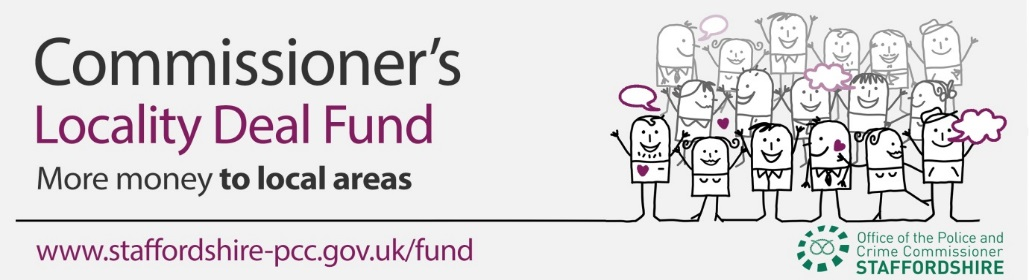 Commissioner's
Locality Deal Fund
More money to local areas
www.staffordshire-pcc.gov.uk/fund
Office of the Police and
Crime Commissioner
STAFFORDSHIRE